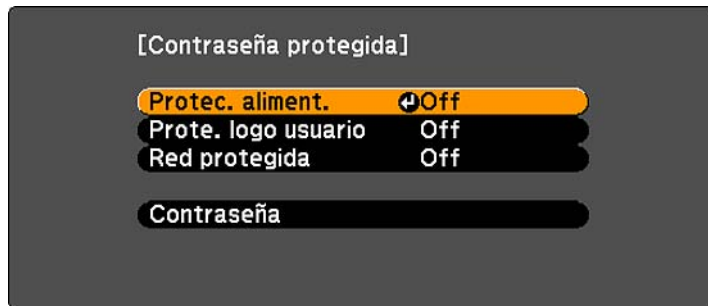 [Contraseña protegida]
Protec. aliment. Off
Prote. logo usuario Off
Red protegida Off
Contraseña